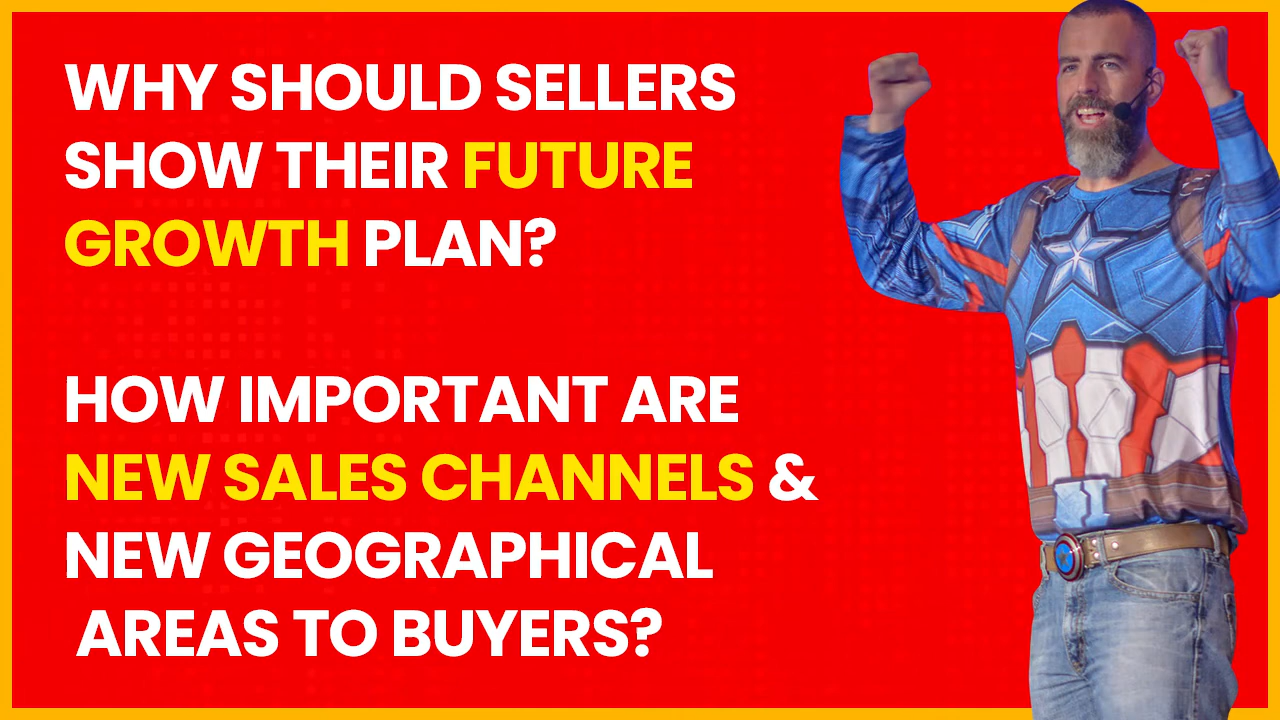 WHY SHOULD SELLERS
SHOW THEIR FUTURE
GROWTH PLAN?
HOW IMPORTANT ARE
NEW SALES CHANNELS &
NEW GEOGRAPHICAL
AREAS TO BUYERS?